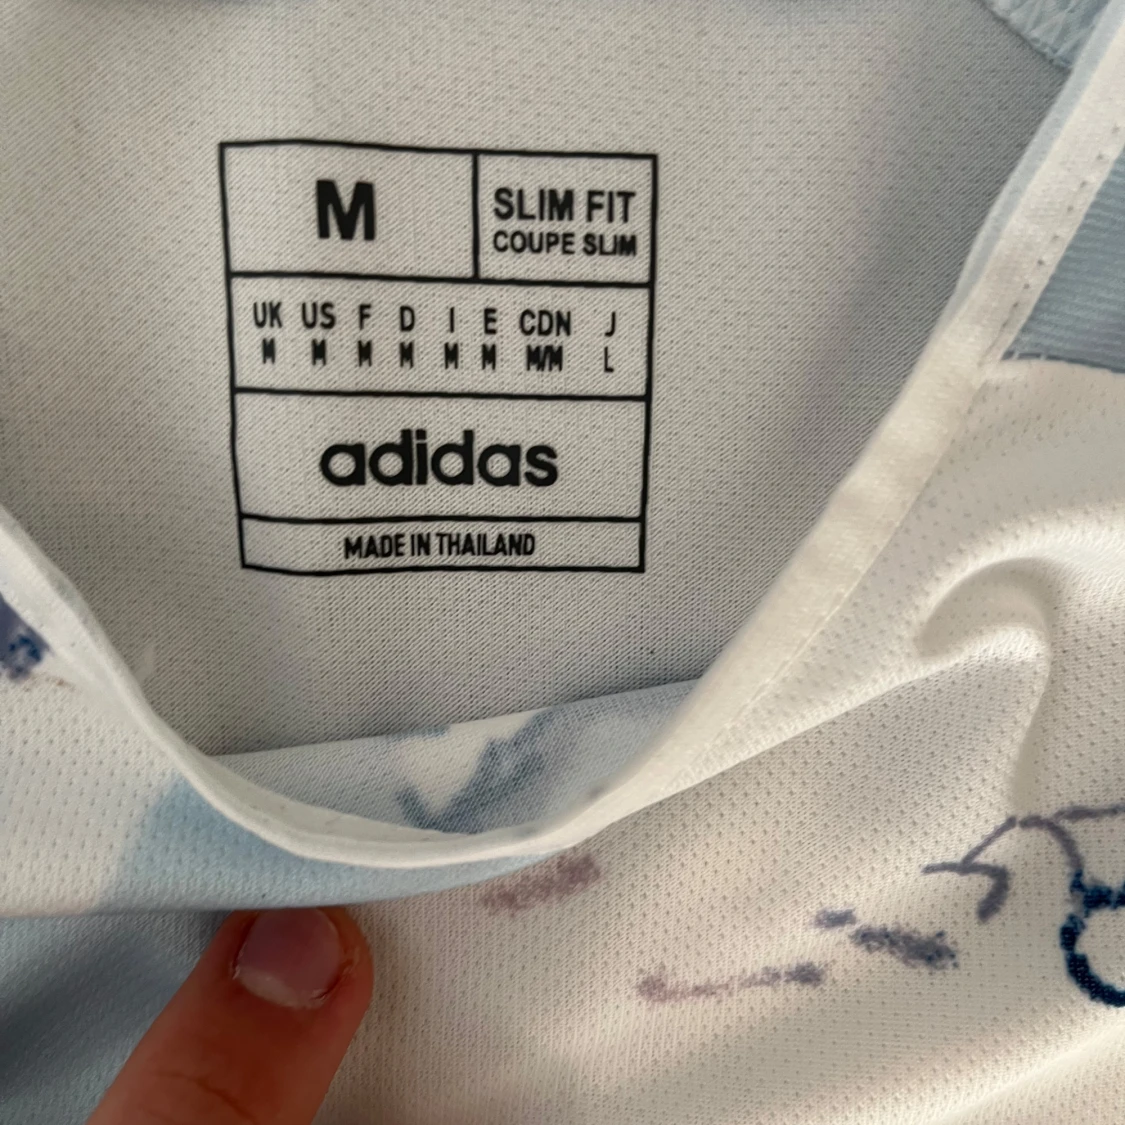 M
SLIM FIT
COUPE SLIM
UK US F D I E CDN J
M M M M M M M/M L
adidas
MADE IN THAILAND